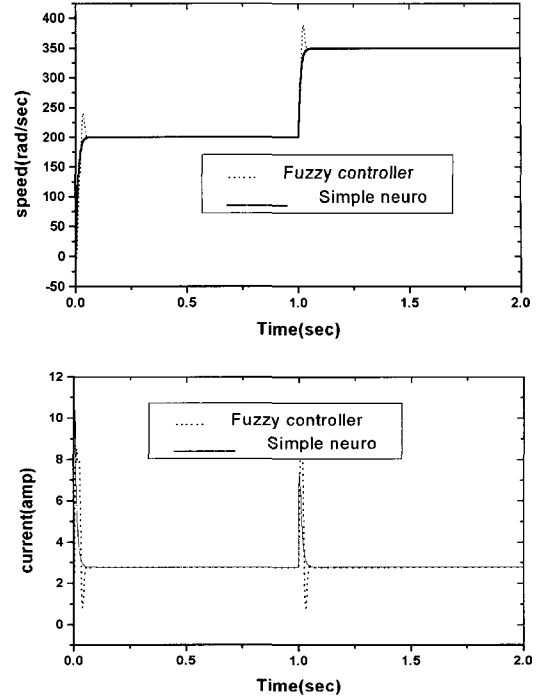 400
350
300
250
200
150
100
50
0
-50
speed(rad/sec)
Fuzzy controller
Simple neuro
0.0 0.5 1.0 1.5 2.0
Time(sec)
12
10
8
6
4
2
0
current(amp)
Fuzzy controller
Simple neuro
0.0 0.5 1.0 1.5 2.0
Time(sec)